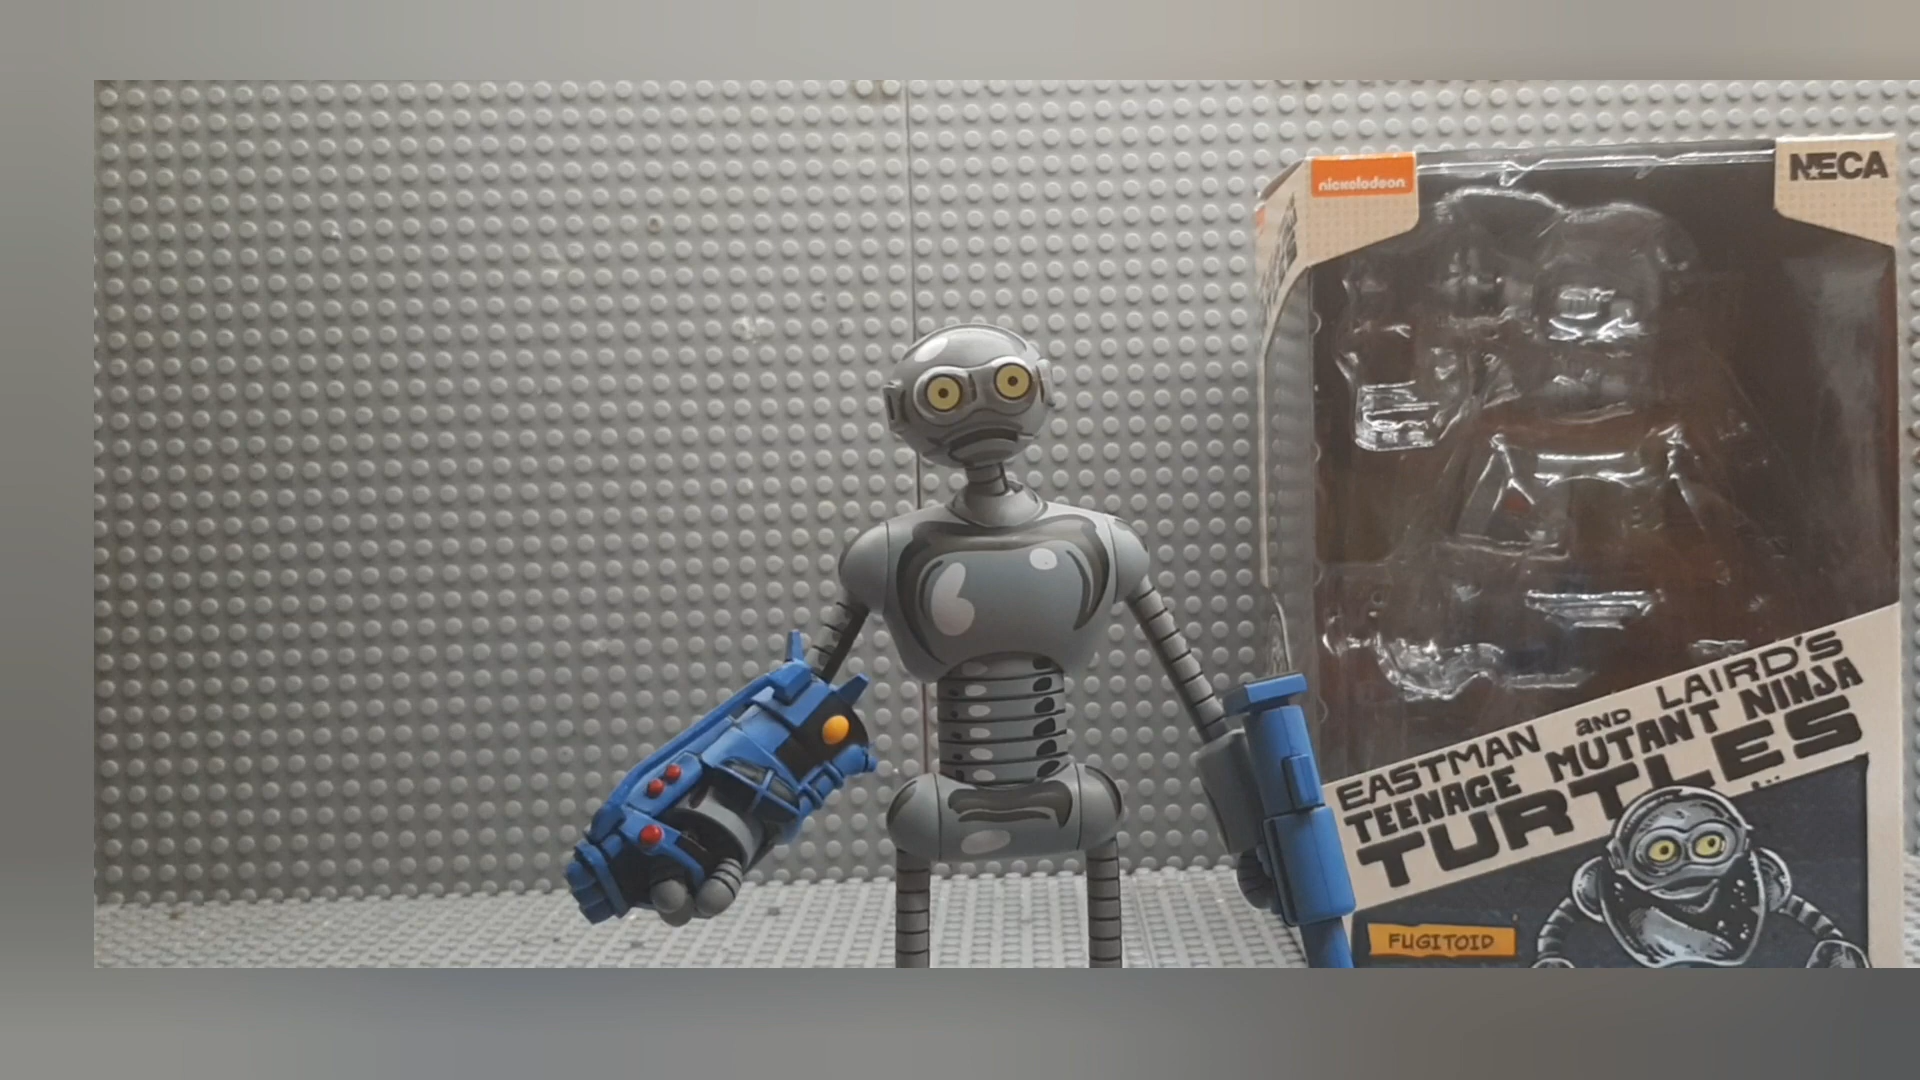 nickelodeon
NECA
EASTMAN AND LAIRD'S
TEENAGE MUTANT NINJA
TURTLES
FUGITOID